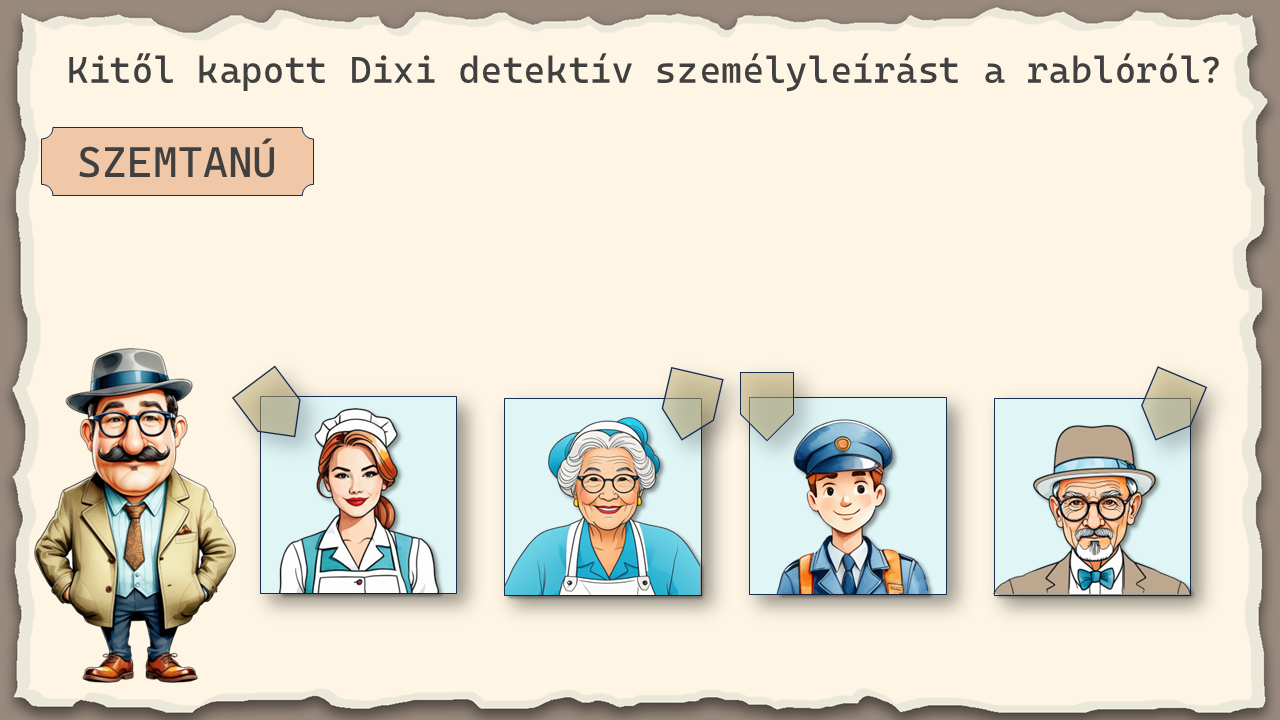 Kitől kapott Dixi detektív személyleírást a rablóról?
SZEMTANÚ